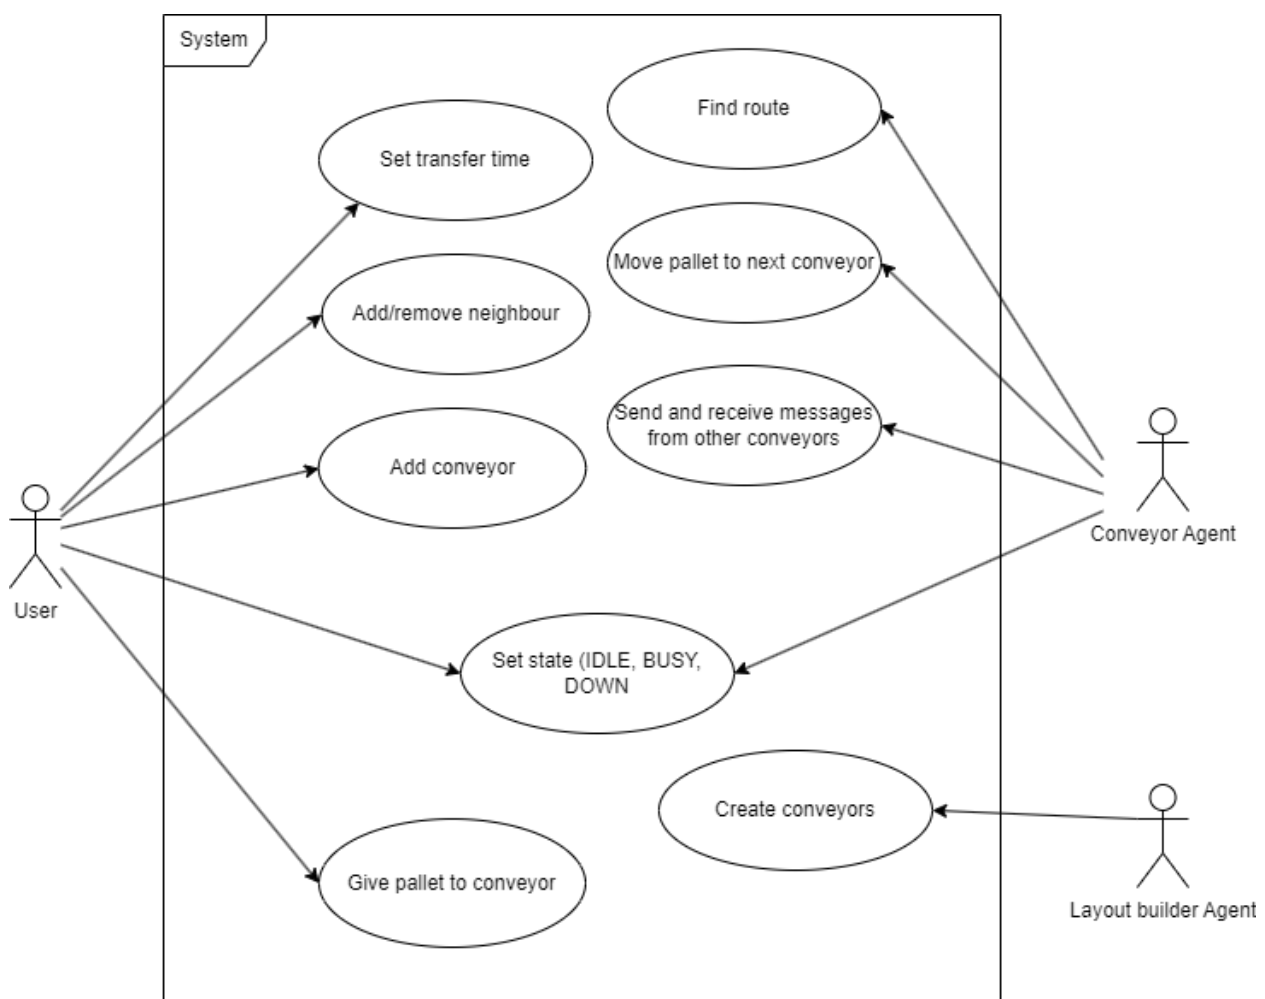 System
Find route
Set transfer time
Move pallet to next conveyor
Add/remove neighbour
Send and receive messages
from other conveyors
Add conveyor
Conveyor Agent
User
Set state (IDLE, BUSY,
DOWN
Create conveyors
Give pallet to conveyor
Layout builder Agent